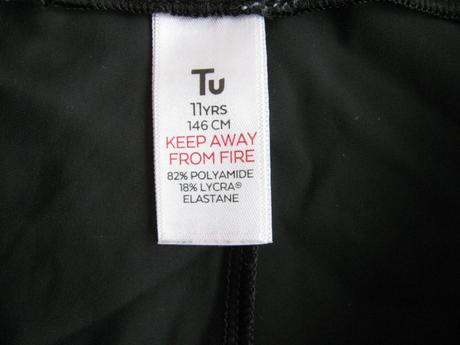 Tu
11YRS
146 CM
KEEP AWAY
FROM FIRE
82% POLYAMIDE
18% LYCRA®
ELASTANE